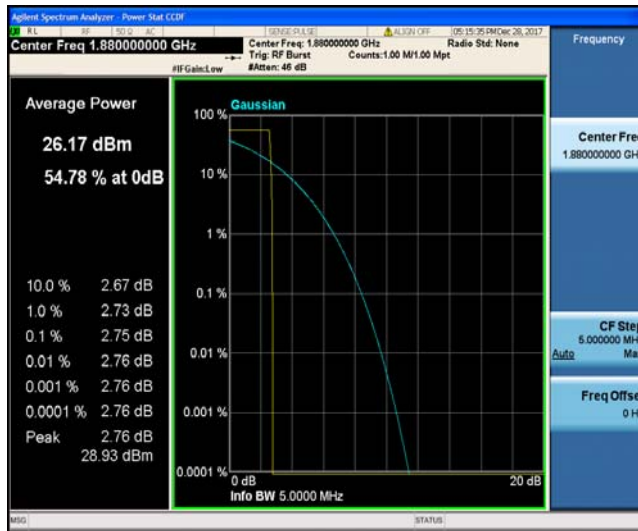 Agilent Spectrum Analyzer - Power Stat CCDF
RL RF 50 Ω AC SENSE:PULSE ALIGN OFF 05:15:35 PM Dec 28, 2017
Center Freq 1.880000000 GHz
Center Freq: 1.880000000 GHz Radio Std: None
Trig: RF Burst Counts:1.00 M/1.00 Mpt
#IFGain:Low #Atten: 46 dB
Frequency
Average Power
26.17 dBm
54.78 % at 0dB
10.0 % 2.67 dB
1.0 % 2.73 dB
0.1 % 2.75 dB
0.01 % 2.76 dB
0.001 % 2.76 dB
0.0001 % 2.76 dB
Peak 2.76 dB
28.93 dBm
Gaussian
100 %
10 %
1 %
0.1 %
0.01 %
0.001 %
0.0001 %
0 dB 20 dB
Info BW 5.0000 MHz
Center Fre
1.880000000 GH
CF Ste
5.000000 MH
Auto Ma
Freq Offse
0 H
MSG STATUS